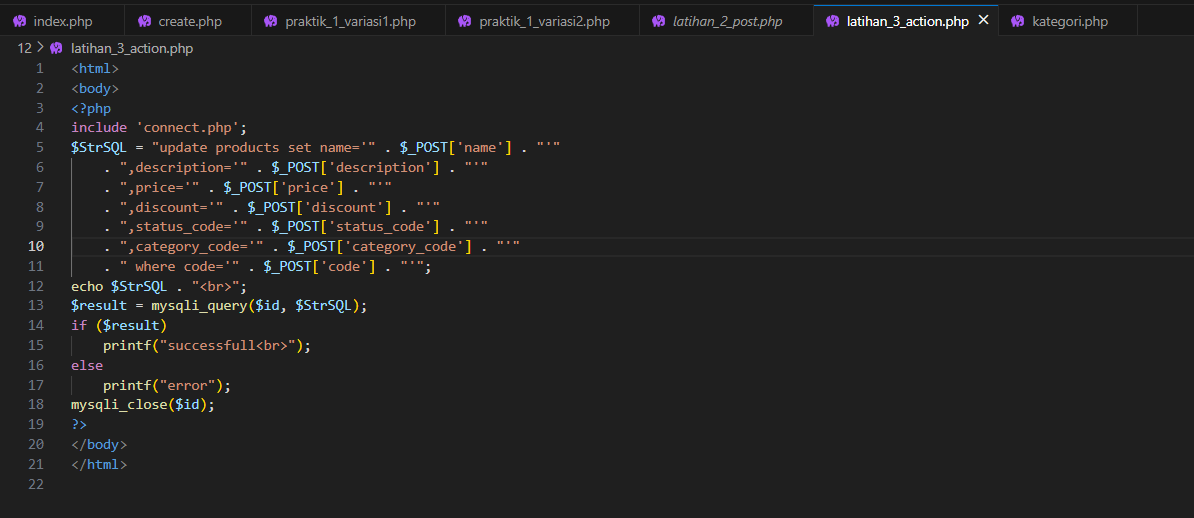 index.php create.php praktik_1_variasi1.php praktik_1_variasi2.php latihan_2_post.php latihan_3_action.php kategori.php
12 > latihan_3_action.php
1 <html>
2 <body>
3 <?php
4 include 'connect.php';
5 $StrSQL = "update products set name='" . $_POST['name'] . "'"
6     . ",description='" . $_POST['description'] . "'"
7     . ",price='" . $_POST['price'] . "'"
8     . ",discount='" . $_POST['discount'] . "'"
9     . ",status_code='" . $_POST['status_code'] . "'"
10     . ",category_code='" . $_POST['category_code'] . "'"
11     . " where code='" . $_POST['code'] . "'";
12 echo $StrSQL . "<br>";
13 $result = mysqli_query($id, $StrSQL);
14 if ($result)
15     printf("successfull<br>");
16 else
17     printf("error");
18 mysqli_close($id);
19 ?>
20 </body>
21 </html>
22